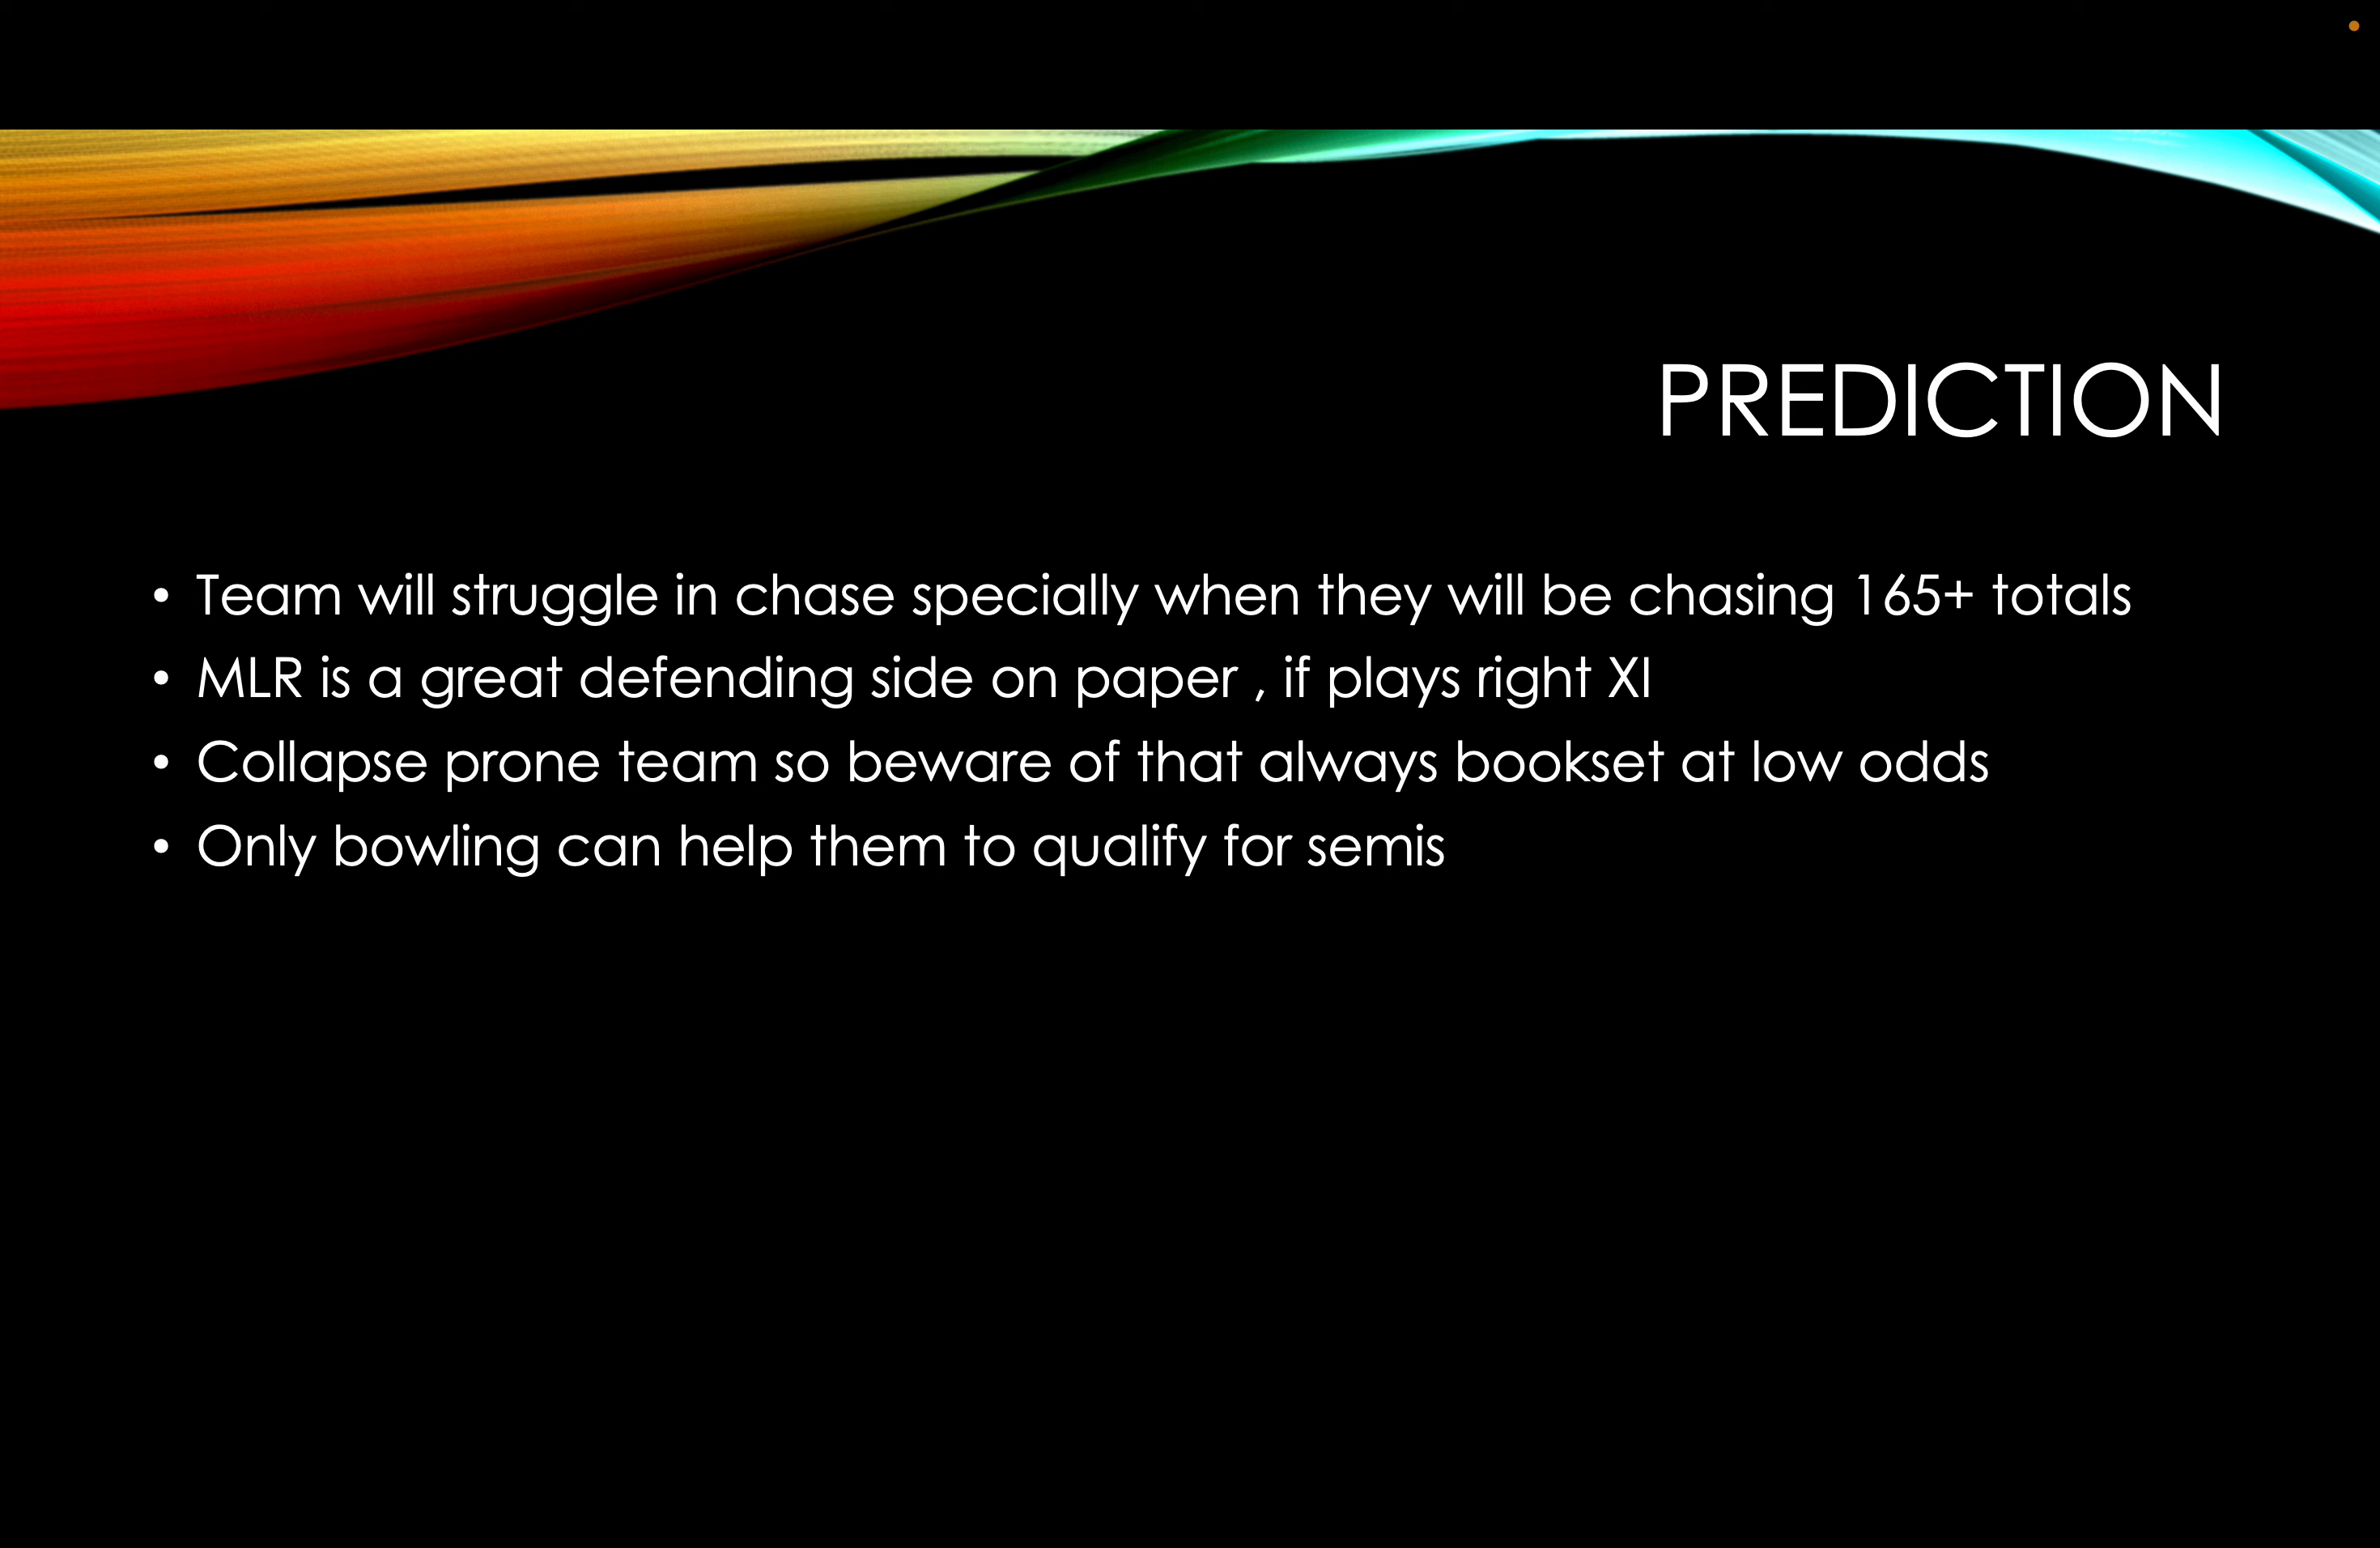 PREDICTION
• Team will struggle in chase specially when they will be chasing 165+ totals
• MLR is a great defending side on paper , if plays right XI
• Collapse prone team so beware of that always bookset at low odds
• Only bowling can help them to qualify for semis